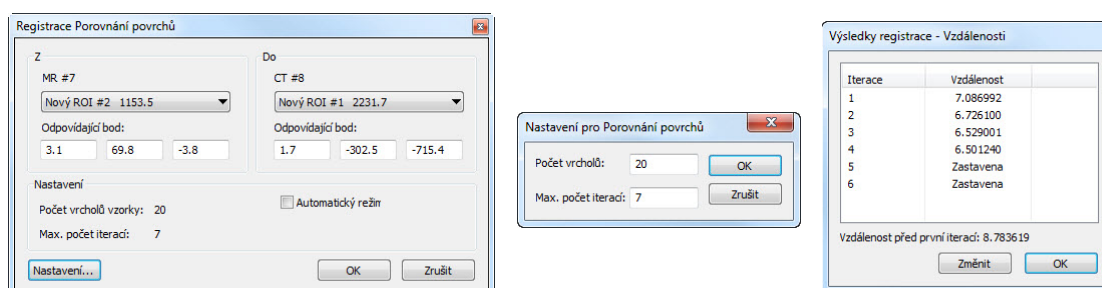 Registrace Porovnání povrchů
Z
MR #7
Nový ROI #2 1153.5
Odpovídající bod:
3.1 69.8 -3.8
Do
CT #8
Nový ROI #1 2231.7
Odpovídající bod:
1.7 -302.5 -715.4
Nastavení
Počet vrcholů vzorky: 20
Max. počet iterací: 7
Automatický režim
Nastavení... OK Zrušit
Nastavení pro Porovnání povrchů
Počet vrcholů: 20 OK
Max. počet iterací: 7 Zrušit
Výsledky registrace - Vzdálenosti
Iterace Vzdálenost
1 7.086992
2 6.726100
3 6.529001
4 6.501240
5 Zastavena
6 Zastavena
Vzdálenost před první iterací: 8.783619
Změnit OK